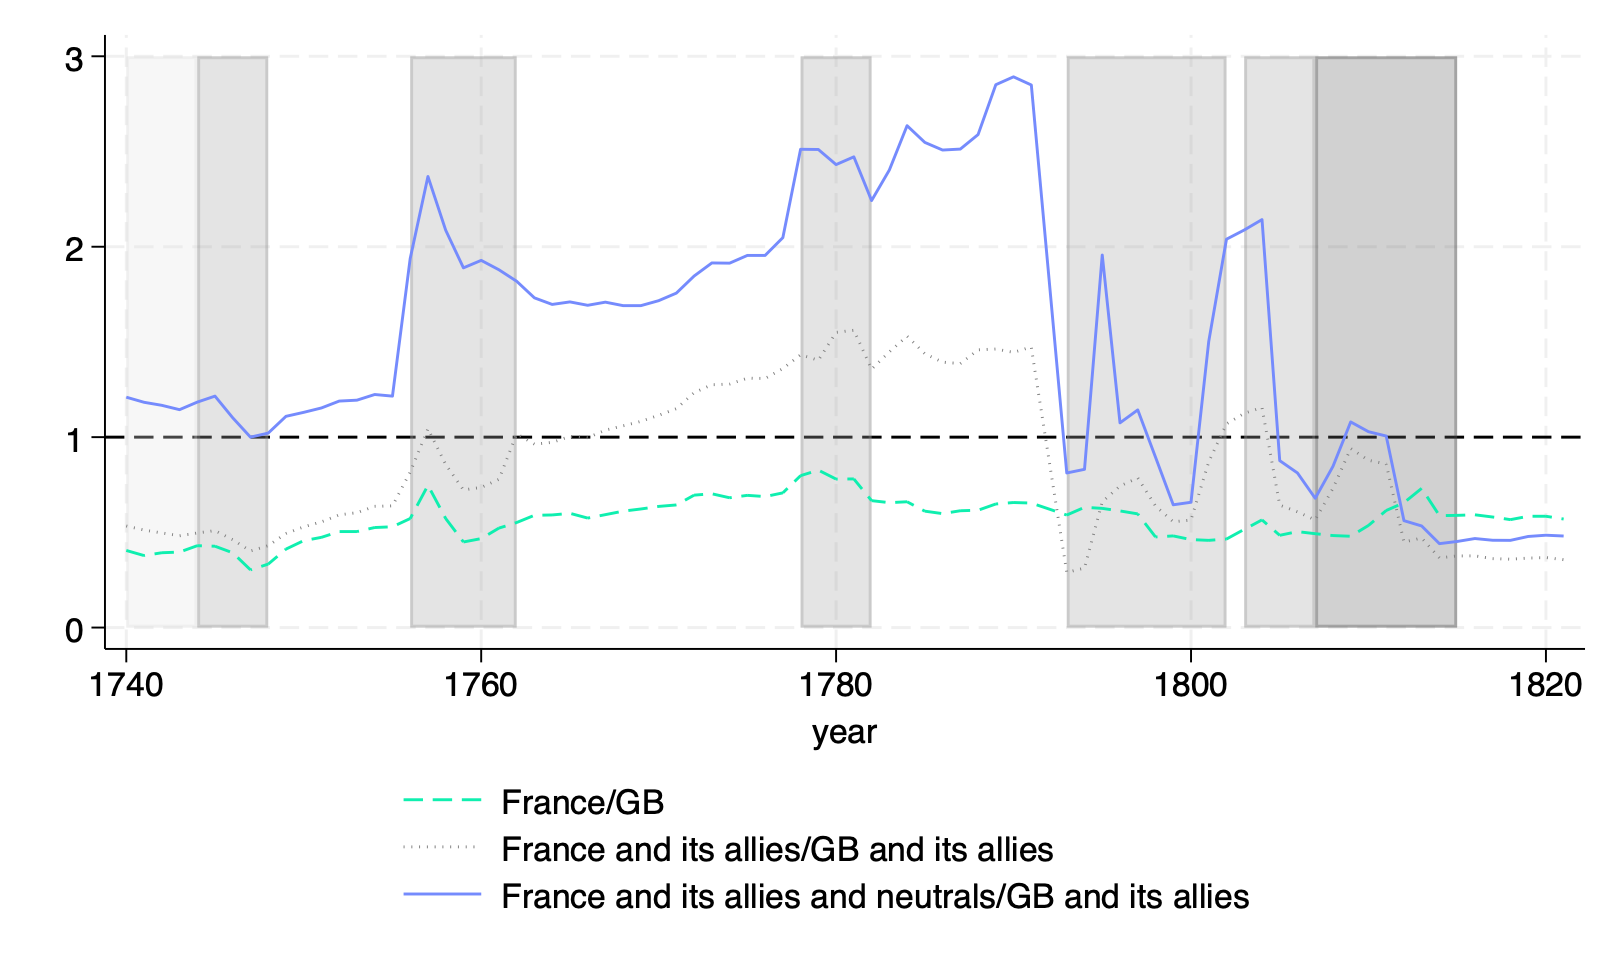 3
2
1
0
1740 1760 1780 1800 1820
year
France/GB
France and its allies/GB and its allies
France and its allies and neutrals/GB and its allies